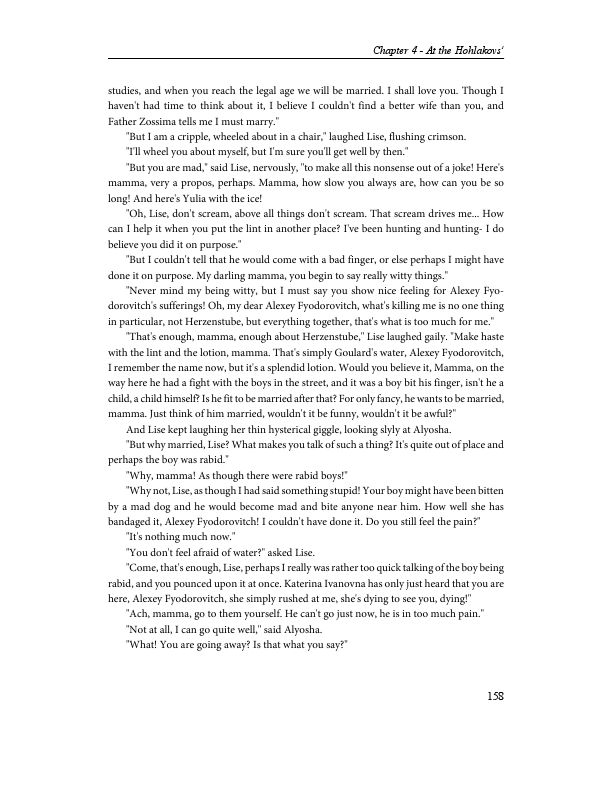 Chapter 4 - At the Hohlakovs'
studies, and when you reach the legal age we will be married. I shall love you. Though I
haven't had time to think about it, I believe I couldn't find a better wife than you, and
Father Zossima tells me I must marry."
"But I am a cripple, wheeled about in a chair," laughed Lise, flushing crimson.
"I'll wheel you about myself, but I'm sure you'll get well by then."
"But you are mad," said Lise, nervously, "to make all this nonsense out of a joke! Here's
mamma, very a propos, perhaps. Mamma, how slow you always are, how can you be so
long! And here's Yulia with the ice!
"Oh, Lise, don't scream, above all things don't scream. That scream drives me... How
can I help it when you put the lint in another place? I've been hunting and hunting- I do
believe you did it on purpose."
"But I couldn't tell that he would come with a bad finger, or else perhaps I might have
done it on purpose. My darling mamma, you begin to say really witty things."
"Never mind my being witty, but I must say you show nice feeling for Alexey Fyo-
dorovitch's sufferings! Oh, my dear Alexey Fyodorovitch, what's killing me is no one thing
in particular, not Herzenstube, but everything together, that's what is too much for me."
"That's enough, mamma, enough about Herzenstube," Lise laughed gaily. "Make haste
with the lint and the lotion, mamma. That's simply Goulard's water, Alexey Fyodorovitch,
I remember the name now, but it's a splendid lotion. Would you believe it, Mamma, on the
way here he had a fight with the boys in the street, and it was a boy bit his finger, isn't he a
child, a child himself? Is he fit to be married after that? For only fancy, he wants to be married,
mamma. Just think of him married, wouldn't it be funny, wouldn't it be awful?"
And Lise kept laughing her thin hysterical giggle, looking slyly at Alyosha.
"But why married, Lise? What makes you talk of such a thing? It's quite out of place and
perhaps the boy was rabid."
"Why, mamma! As though there were rabid boys!"
"Why not, Lise, as though I had said something stupid! Your boy might have been bitten
by a mad dog and he would become mad and bite anyone near him. How well she has
bandaged it, Alexey Fyodorovitch! I couldn't have done it. Do you still feel the pain?"
"It's nothing much now."
"You don't feel afraid of water?" asked Lise.
"Come, that's enough, Lise, perhaps I really was rather too quick talking of the boy being
rabid, and you pounced upon it at once. Katerina Ivanovna has only just heard that you are
here, Alexey Fyodorovitch, she simply rushed at me, she's dying to see you, dying!"
"Ach, mamma, go to them yourself. He can't go just now, he is in too much pain."
"Not at all, I can go quite well," said Alyosha.
"What! You are going away? Is that what you say?"
158